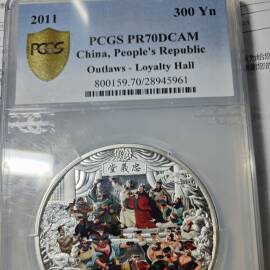 2011 300 Yn
PCGS PR70DCAM
China, People's Republic
Outlaws - Loyalty Hall
800159.70/28945961
PCGS
堂義忠